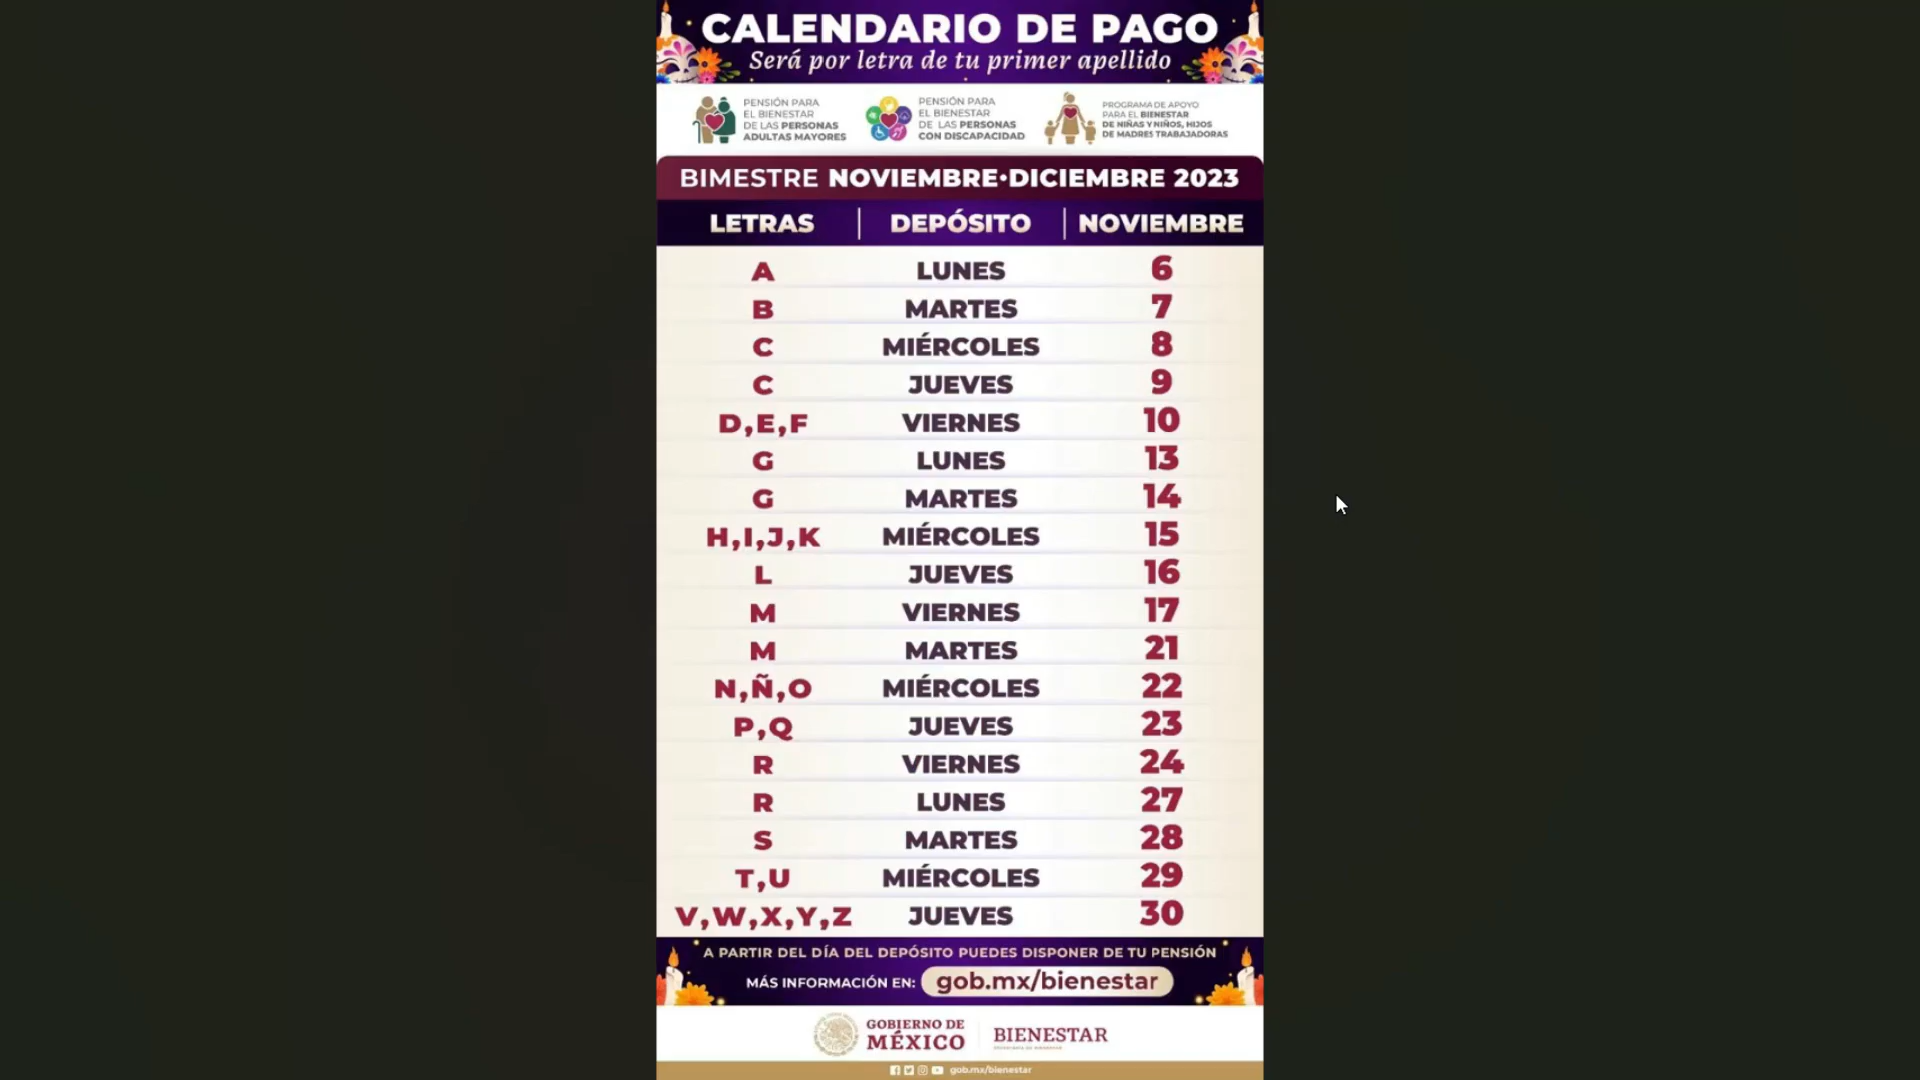 CALENDARIO DE PAGO
Será por letra de tu primer apellido
PENSIÓN PARA
EL BIENESTAR
DE LAS PERSONAS
ADULTAS MAYORES
PENSIÓN PARA
EL BIENESTAR
DE LAS PERSONAS
CON DISCAPACIDAD
PROGRAMA DE APOYO
PARA EL BIENESTAR
DE NIÑAS Y NIÑOS, HIJOS
DE MADRES TRABAJADORAS
BIMESTRE NOVIEMBRE•DICIEMBRE 2023
LETRAS | DEPÓSITO | NOVIEMBRE
A LUNES 6
B MARTES 7
C MIÉRCOLES 8
C JUEVES 9
D,E,F VIERNES 10
G LUNES 13
G MARTES 14
H,I,J,K MIÉRCOLES 15
L JUEVES 16
M VIERNES 17
M MARTES 21
N,Ñ,O MIÉRCOLES 22
P,Q JUEVES 23
R VIERNES 24
R LUNES 27
S MARTES 28
T,U MIÉRCOLES 29
V,W,X,Y,Z JUEVES 30
A PARTIR DEL DÍA DEL DEPÓSITO PUEDES DISPONER DE TU PENSIÓN
MÁS INFORMACIÓN EN: gob.mx/bienestar
GOBIERNO DE
MÉXICO
BIENESTAR
gob.mx/bienestar